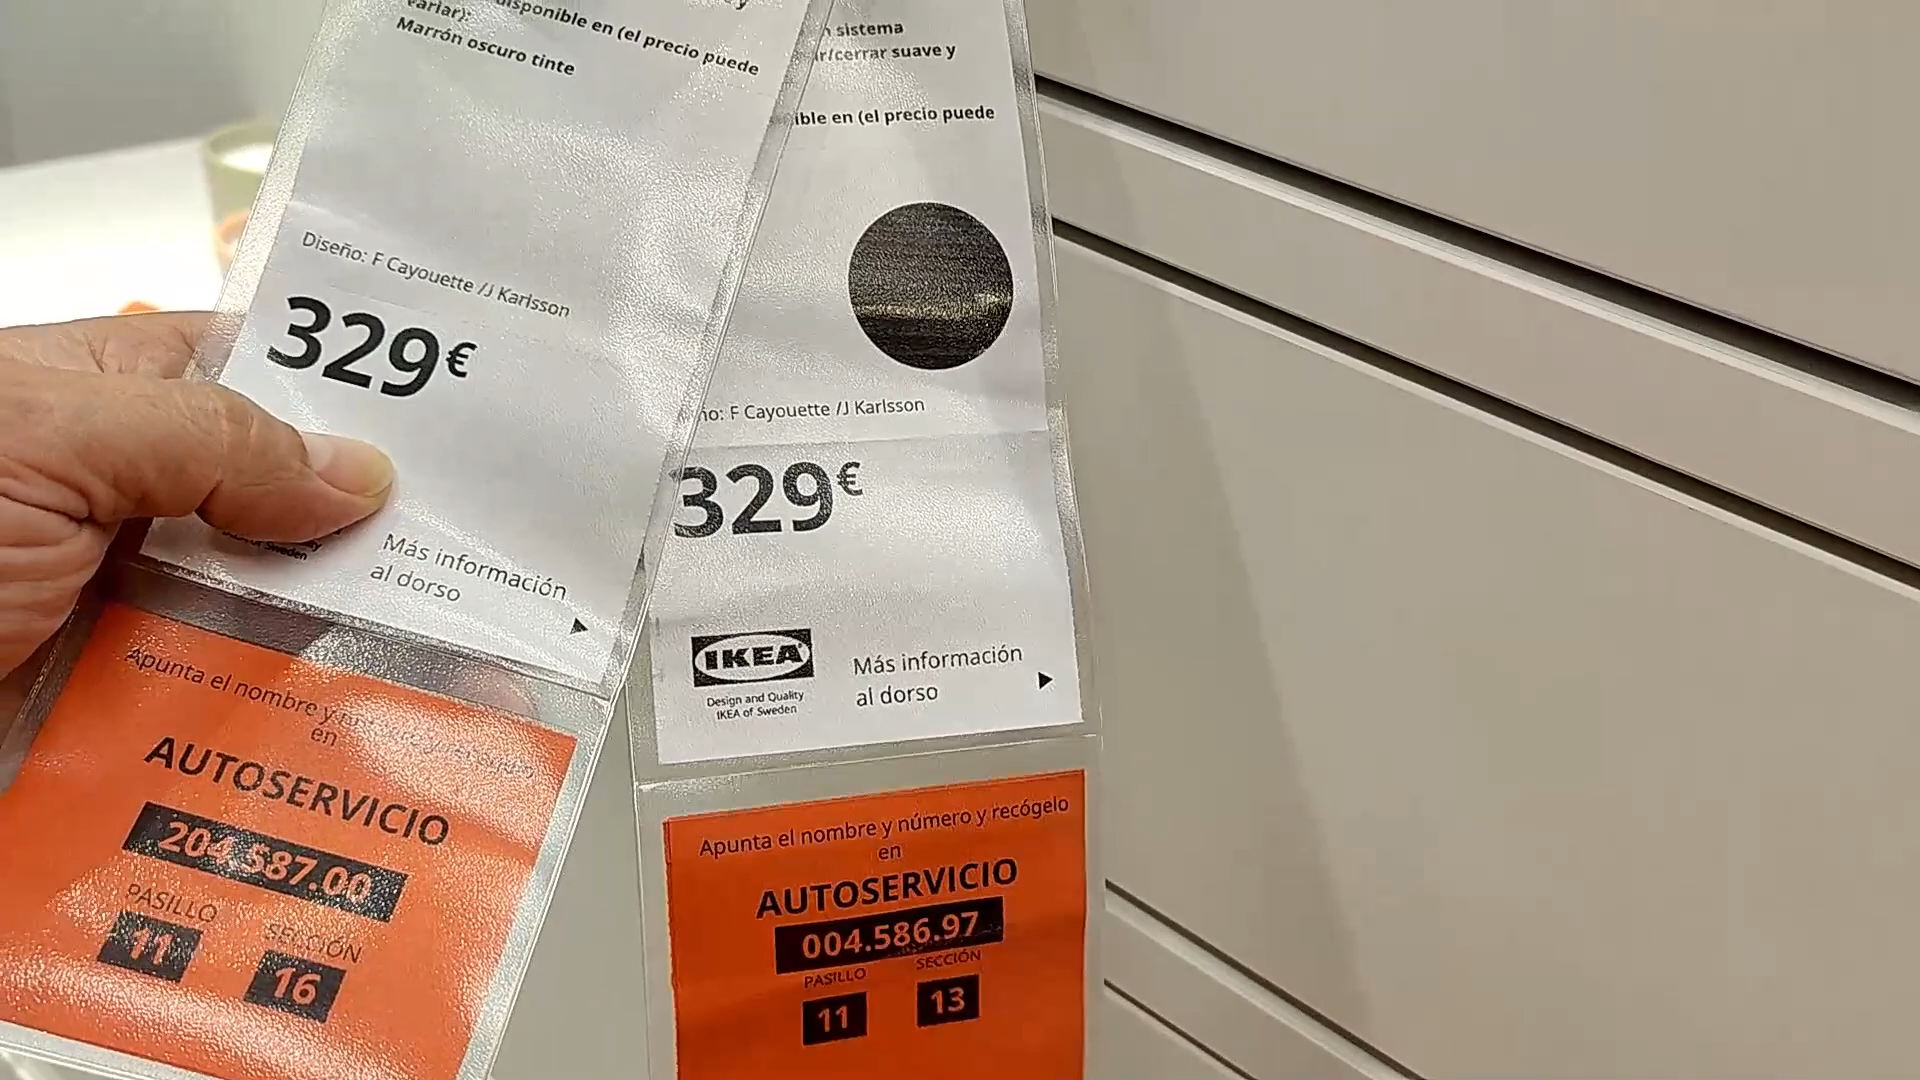 variar):
disponible en (el precio puede
Marrón oscuro tinte
Diseño: F Cayouette /J Karlsson
329€
of Sweden
Más información
al dorso
Apunta el nombre y
en
AUTOSERVICIO
204.587.00
PASILLO
SECCIÓN
11
16
sistema
r/cerrar suave y
ible en (el precio puede
ño: F Cayouette /J Karlsson
329€
IKEA
Design and Quality
IKEA of Sweden
Más información
al dorso
Apunta el nombre y número y recógelo
en
AUTOSERVICIO
004.586.97
PASILLO
SECCIÓN
11
13